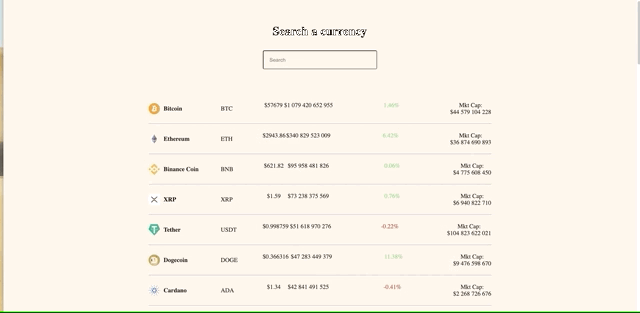 Search a currency
Search
Bitcoin BTC $57679 $1 079 420 652 955 2.46% Mkt Cap: $44 579 104 228
Ethereum ETH $2943.86 $340 829 523 009 6.02% Mkt Cap: $36 874 690 893
Binance Coin BNB $621.82 $95 958 481 826 0.06% Mkt Cap: $4 775 608 450
XRP XRP $1.59 $73 238 375 569 0.76% Mkt Cap: $6 940 822 710
Tether USDT $0.998759 $51 618 970 276 -0.22% Mkt Cap: $104 823 622 021
Dogecoin DOGE $0.366316 $47 283 449 379 Mkt Cap: $9 476 598 670
Cardano ADA $1.34 $42 841 491 525 -0.41% Mkt Cap: $2 268 726 676